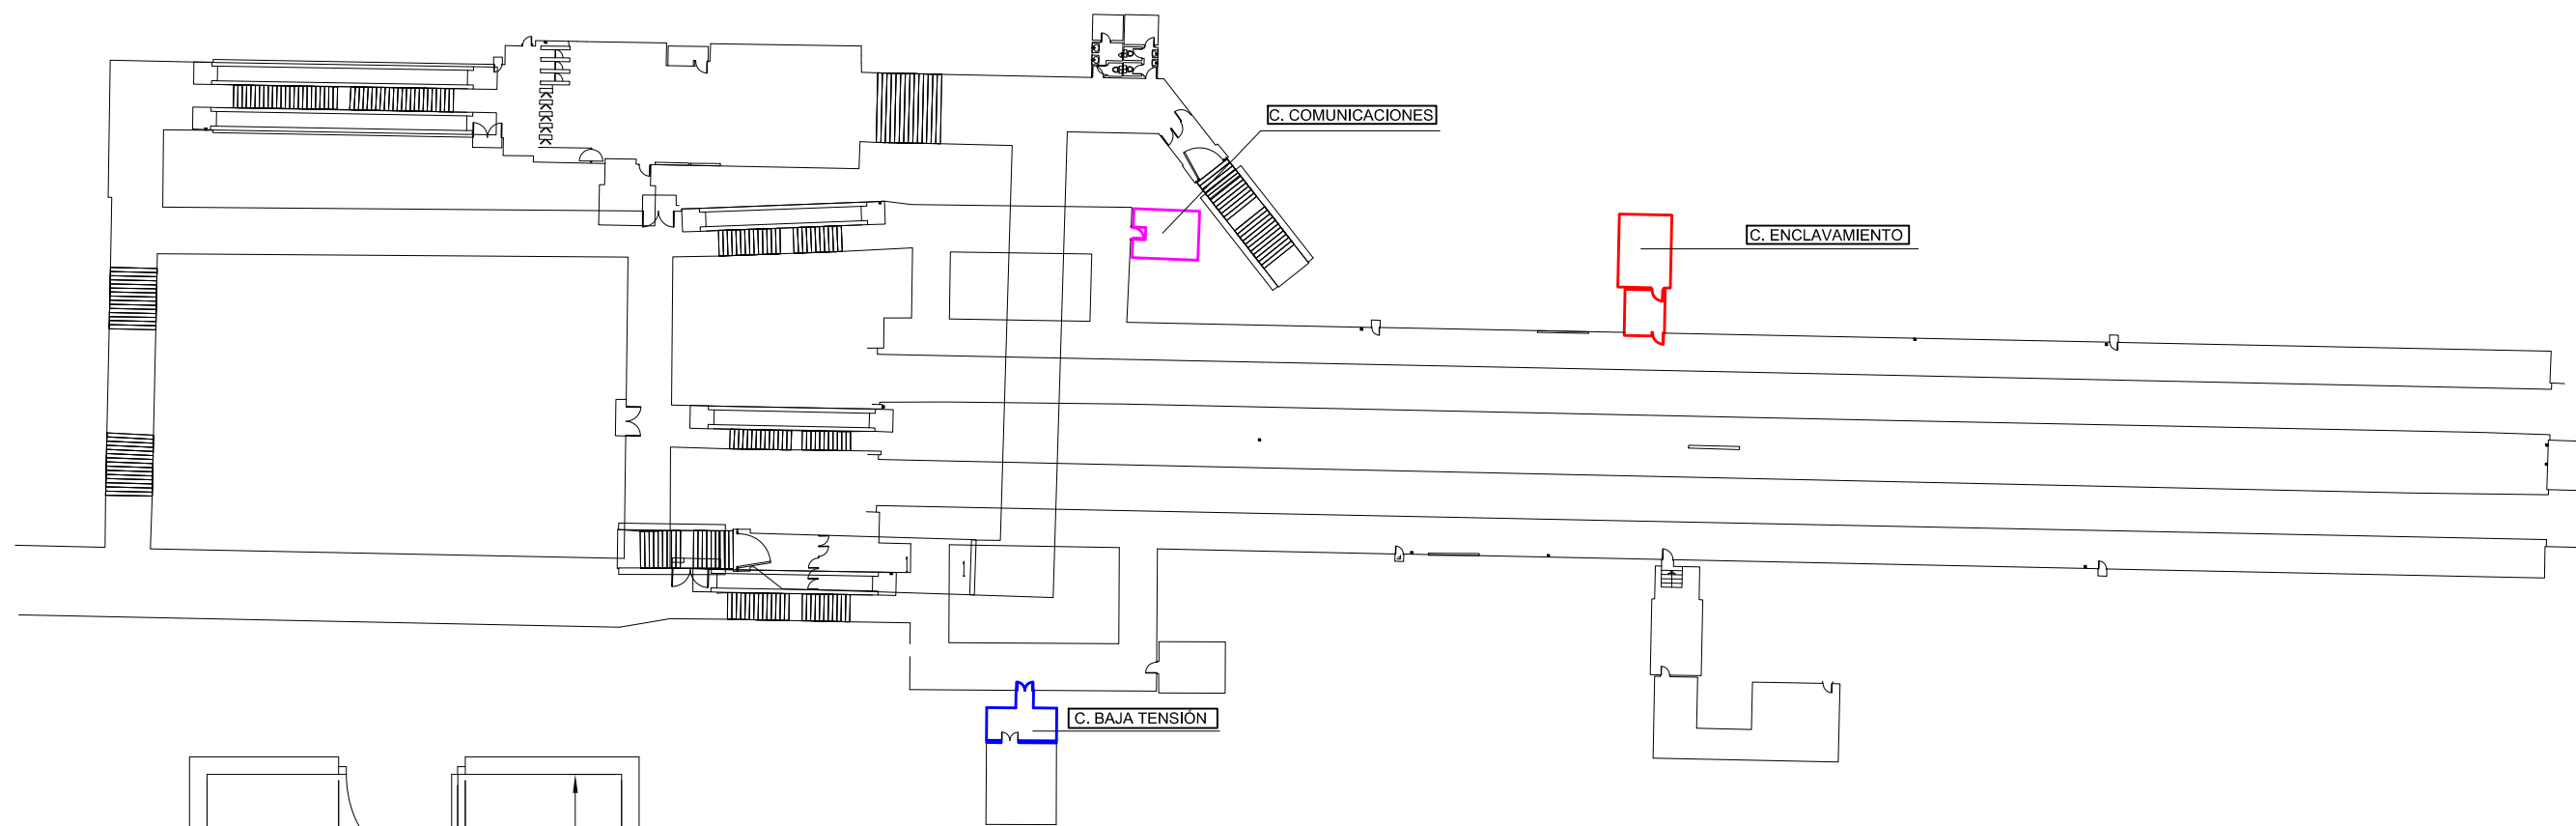 C. COMUNICACIONES
C. ENCLAVAMIENTO
C. BAJA TENSIÓN